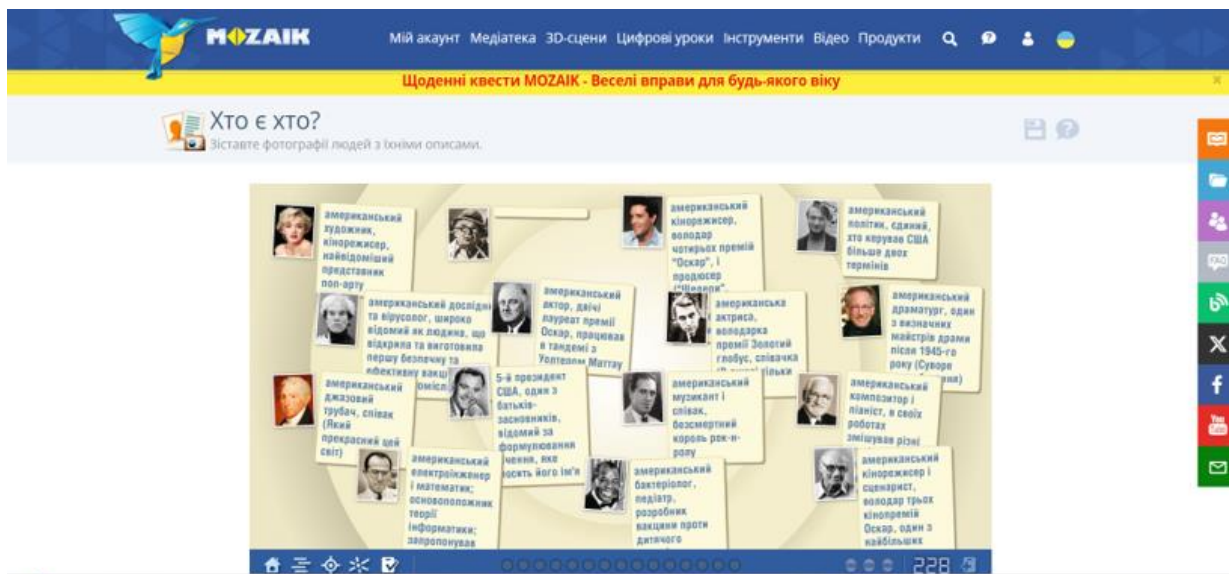 MOZAIK
Мій акаунт Медіатека 3D-сцени Цифрові уроки Інструменти Відео Продукти
Щоденні квести MOZAIK - Веселі вправи для будь-якого віку
Хто є хто?
Зіставте фотографії людей з їхніми описами.
американський
художник,
кінорежисер,
найвідоміший
представник
поп-арту
американський
кінорежисер,
володар
чотирьох премій
"Оскар", і
продюсер
американський
політик, єдиний,
хто керував США
більше двох
термінів
американський
та вірусолог, широко
відомий як людина, що
відкрила та виготовила
першу безпечну та
ефективну
американський
актор, двічі
лауреат премії
Оскар, працював
в тандемі з
Уолтером Маттау
американська
актриса,
володарка
премії Золотий
глобус, співачка
американський
драматург, один
з визначних
майстрів драми
після 1945-го
року (Суворе
американський
джазовий
трубач, співак
(Який
прекрасний цей
світ)
5-й президент
США, один з
батьків-
засновників,
відомий за
формулювання
носить його ім'я
американський
музикант і
співак,
безсмертний
король рок-н-
ролу
американський
композитор і
піаніст, в своїх
роботах
змішував різні
американський
електроінженер
і математик;
основоположник
теорії
інформатики;
запропонував
американський
бактеріолог,
педіатр,
розробник
вакцини проти
дитячого
американський
кінорежисер і
сценарист,
володар трьох
кінопремій
Оскар, один з
найбільших
228
FAQ
You
Tube